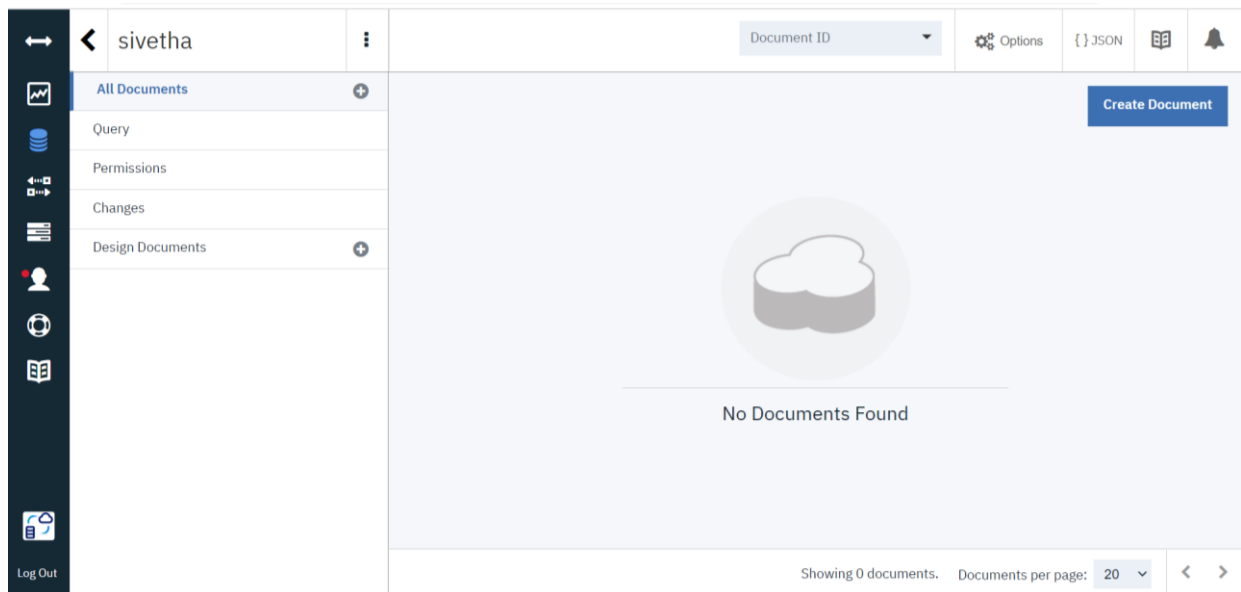 sivetha
Document ID
Options
{ } JSON
All Documents
Query
Permissions
Changes
Design Documents
Create Document
No Documents Found
Log Out
Showing 0 documents. Documents per page: 20